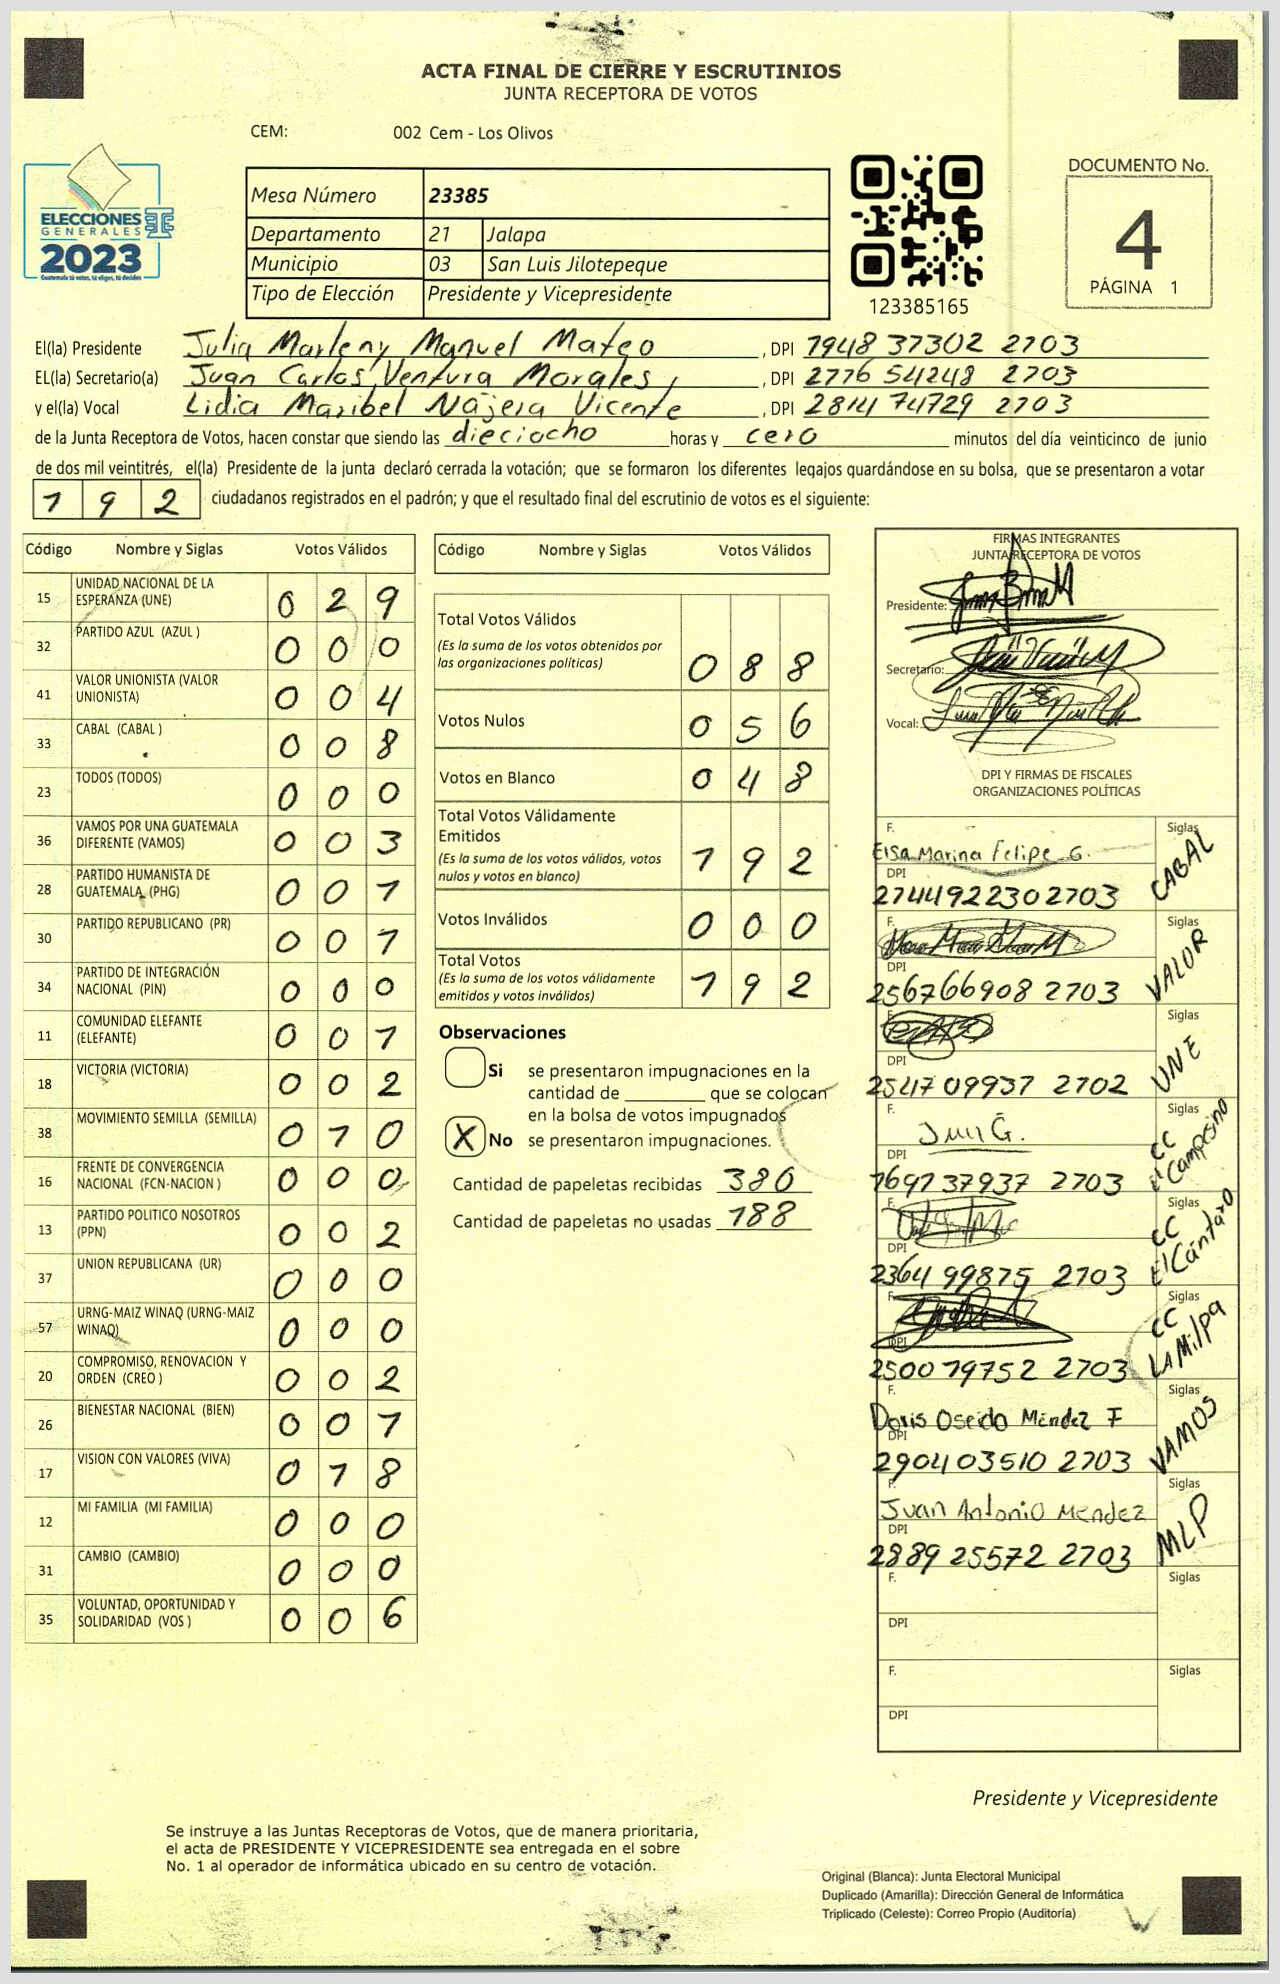 ACTA FINAL DE CIERRE Y ESCRUTINIOS
JUNTA RECEPTORA DE VOTOS
CEM: 002 Cem - Los Olivos
ELECCIONES
GENERALES
2023
Guatemala tú votas, tú eliges, tú decides
Mesa Número 23385
Departamento 21 Jalapa
Municipio 03 San Luis Jilotepeque
Tipo de Elección Presidente y Vicepresidente
123385165
DOCUMENTO No.
4
PÁGINA 1
El(la) Presidente Julia Marleny Manuel Mateo, DPI 1948 37302 2703
EL(la) Secretario(a) Juan Carlos Ventura Morales, DPI 2776 54248 2703
y el(la) Vocal Lidia Maribel Nájera Vicente, DPI 2814 74729 2703
de la Junta Receptora de Votos, hacen constar que siendo las dieciocho horas y cero minutos del día veinticinco de junio
de dos mil veintitrés, el(la) Presidente de la junta declaró cerrada la votación; que se formaron los diferentes legajos quardándose en su bolsa, que se presentaron a votar
1 9 2 ciudadanos registrados en el padrón; y que el resultado final del escrutinio de votos es el siguiente:
Código Nombre y Siglas Votos Válidos
15 UNIDAD NACIONAL DE LA ESPERANZA (UNE) 0 2 9
32 PARTIDO AZUL (AZUL ) 0 0 0
41 VALOR UNIONISTA (VALOR UNIONISTA) 0 0 4
33 CABAL (CABAL ) 0 0 8
23 TODOS (TODOS) 0 0 0
36 VAMOS POR UNA GUATEMALA DIFERENTE (VAMOS) 0 0 3
28 PARTIDO HUMANISTA DE GUATEMALA (PHG) 0 0 1
30 PARTIDO REPUBLICANO (PR) 0 0 1
34 PARTIDO DE INTEGRACIÓN NACIONAL (PIN) 0 0 0
11 COMUNIDAD ELEFANTE (ELEFANTE) 0 0 1
18 VICTORIA (VICTORIA) 0 0 2
38 MOVIMIENTO SEMILLA (SEMILLA) 0 1 0
16 FRENTE DE CONVERGENCIA NACIONAL (FCN-NACION ) 0 0 0
13 PARTIDO POLITICO NOSOTROS (PPN) 0 0 2
37 UNION REPUBLICANA (UR) 0 0 0
57 URNG-MAIZ WINAQ (URNG-MAIZ WINAQ) 0 0 0
20 COMPROMISO, RENOVACION Y ORDEN (CREO ) 0 0 2
26 BIENESTAR NACIONAL (BIEN) 0 0 1
17 VISION CON VALORES (VIVA) 0 1 8
12 MI FAMILIA (MI FAMILIA) 0 0 0
31 CAMBIO (CAMBIO) 0 0 0
35 VOLUNTAD, OPORTUNIDAD Y SOLIDARIDAD (VOS ) 0 0 6
Código Nombre y Siglas Votos Válidos
Total Votos Válidos
(Es la suma de los votos obtenidos por
las organizaciones políticas) 0 8 8
Votos Nulos 0 5 6
Votos en Blanco 0 4 8
Total Votos Válidamente
Emitidos
(Es la suma de los votos válidos, votos
nulos y votos en blanco) 1 9 2
Votos Inválidos 0 0 0
Total Votos
(Es la suma de los votos válidamente
emitidos y votos inválidos) 1 9 2
Observaciones
Si se presentaron impugnaciones en la
cantidad de ________ que se colocan
en la bolsa de votos impugnados
X No se presentaron impugnaciones.
Cantidad de papeletas recibidas 380
Cantidad de papeletas no usadas 188
FIRMAS INTEGRANTES
JUNTA RECEPTORA DE VOTOS
Presidente:
Secretario:
Vocal:
DPI Y FIRMAS DE FISCALES
ORGANIZACIONES POLÍTICAS
F. Elsa Marina Felipe G. Siglas CABAL
DPI 2744922302703
F. Siglas VALOR
DPI 256766908 2703
F. Siglas UNE
DPI 2547 09937 2702
F. Siglas CC El Campesino
DPI 1697 37937 2703
F. Siglas CC El Cántaro
DPI 2364 99875 2703
F. Siglas CC LA Milpa
DPI 2500 79752 2703
F. Doris Oseida Méndez F Siglas VAMOS
DPI 2904 03510 2703
F. Juan Antonio Mendez Siglas MLP
DPI 2889 25572 2703
F. Siglas
DPI
F. Siglas
DPI
Presidente y Vicepresidente
Se instruye a las Juntas Receptoras de Votos, que de manera prioritaria,
el acta de PRESIDENTE Y VICEPRESIDENTE sea entregada en el sobre
No. 1 al operador de informática ubicado en su centro de votación.
Original (Blanca): Junta Electoral Municipal
Duplicado (Amarilla): Dirección General de Informática
Triplicado (Celeste): Correo Propio (Auditoría)